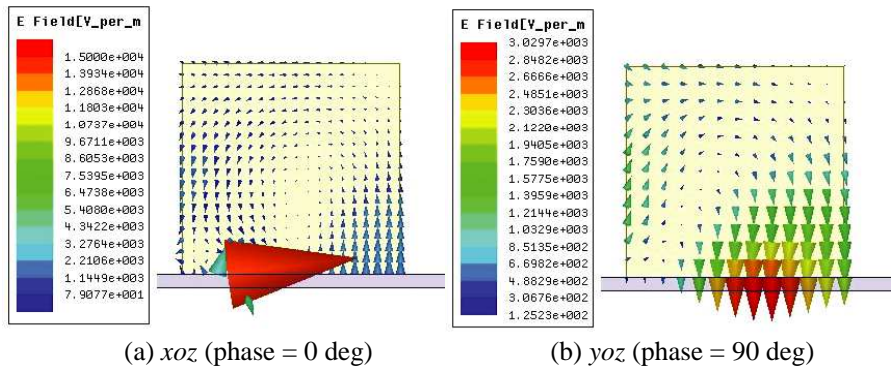 E Field[V_per_m
1.5000e+004
1.3934e+004
1.2868e+004
1.1803e+004
1.0737e+004
9.6711e+003
8.6053e+003
7.5395e+003
6.4738e+003
5.4080e+003
4.3422e+003
3.2764e+003
2.2106e+003
1.1449e+003
7.9077e+001
E Field[V_per_m
3.0297e+003
2.8482e+003
2.6666e+003
2.4851e+003
2.3036e+003
2.1220e+003
1.9405e+003
1.7590e+003
1.5775e+003
1.3959e+003
1.2144e+003
1.0329e+003
8.5135e+002
6.6982e+002
4.8829e+002
3.0676e+002
1.2523e+002
(a) xoz (phase = 0 deg)
(b) yoz (phase = 90 deg)